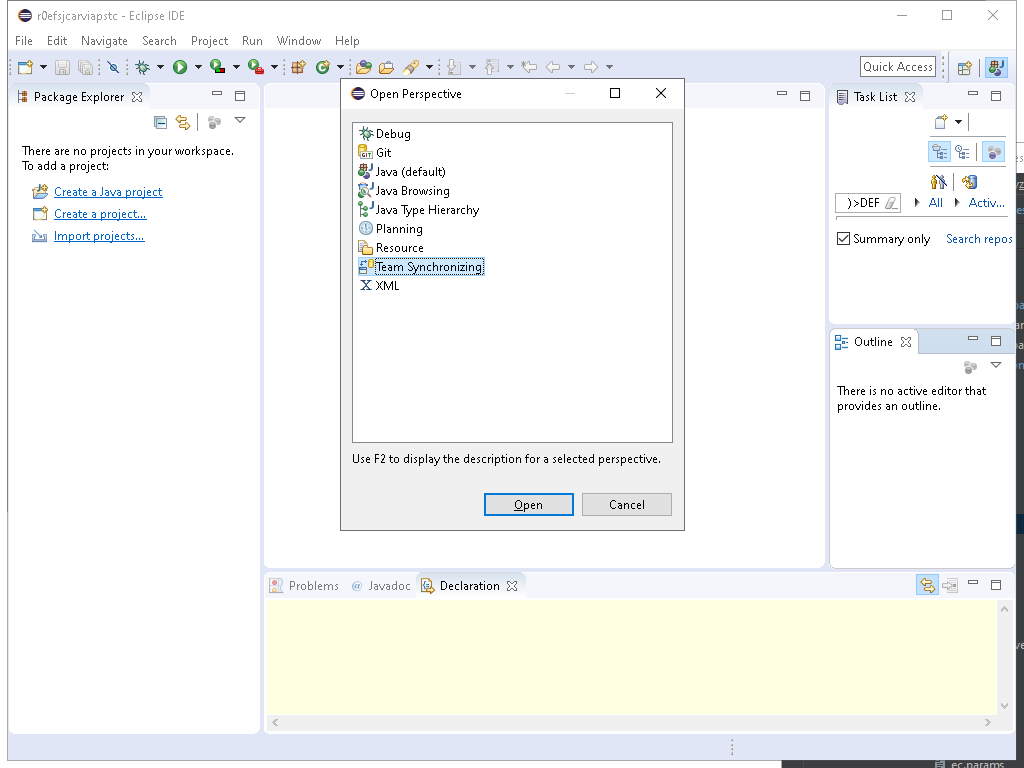 r0efsjcarviapstc - Eclipse IDE
File Edit Navigate Search Project Run Window Help
Quick Access
Package Explorer
There are no projects in your workspace.
To add a project:
Create a Java project
Create a project...
Import projects...
Open Perspective
Debug
GIT Git
Java (default)
Java Browsing
Java Type Hierarchy
Planning
Resource
Team Synchronizing
XML
Use F2 to display the description for a selected perspective.
Open Cancel
Task List
)>DEF All Activ...
Summary only Search repos
Outline
There is no active editor that
provides an outline.
Problems @ Javadoc Declaration
ec.params